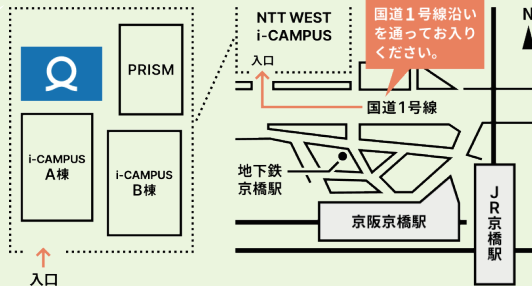 PRISM
i-CAMPUS
A棟
i-CAMPUS
B棟
入口
NTT WEST
i-CAMPUS
入口
国道1号線沿い
を通ってお入り
ください。
国道1号線
地下鉄
京橋駅
京阪京橋駅
JR京橋駅
N